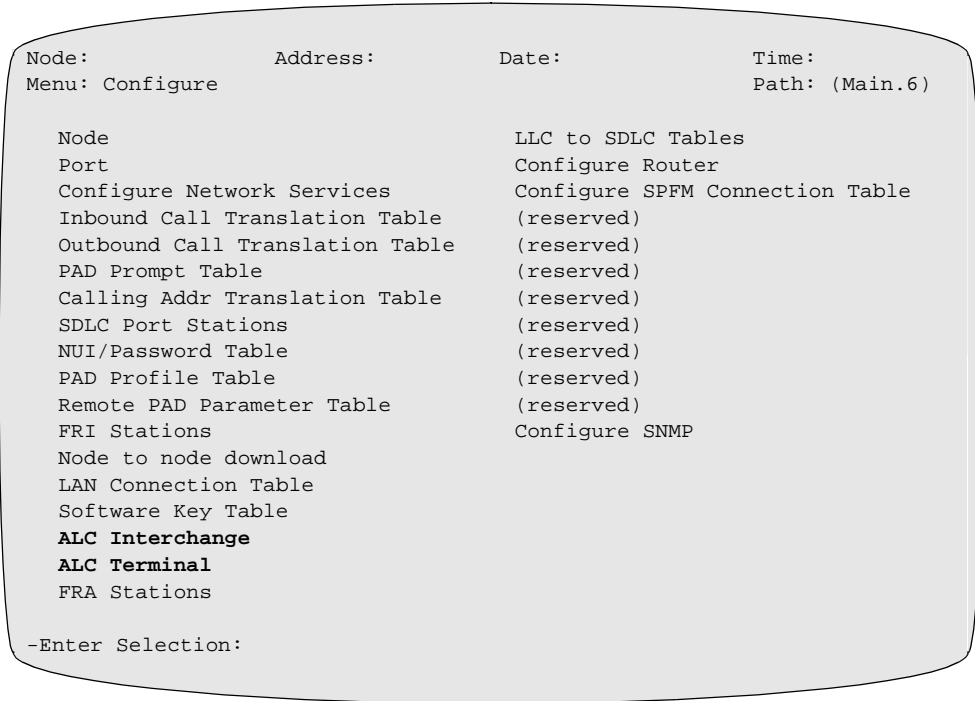 Node: Address: Date: Time:
Menu: Configure Path: (Main.6)
Node LLC to SDLC Tables
Port Configure Router
Configure Network Services Configure SPFM Connection Table
Inbound Call Translation Table (reserved)
Outbound Call Translation Table (reserved)
PAD Prompt Table (reserved)
Calling Addr Translation Table (reserved)
SDLC Port Stations (reserved)
NUI/Password Table (reserved)
PAD Profile Table (reserved)
Remote PAD Parameter Table (reserved)
FRI Stations Configure SNMP
Node to node download
LAN Connection Table
Software Key Table
ALC Interchange
ALC Terminal
FRA Stations
-Enter Selection: